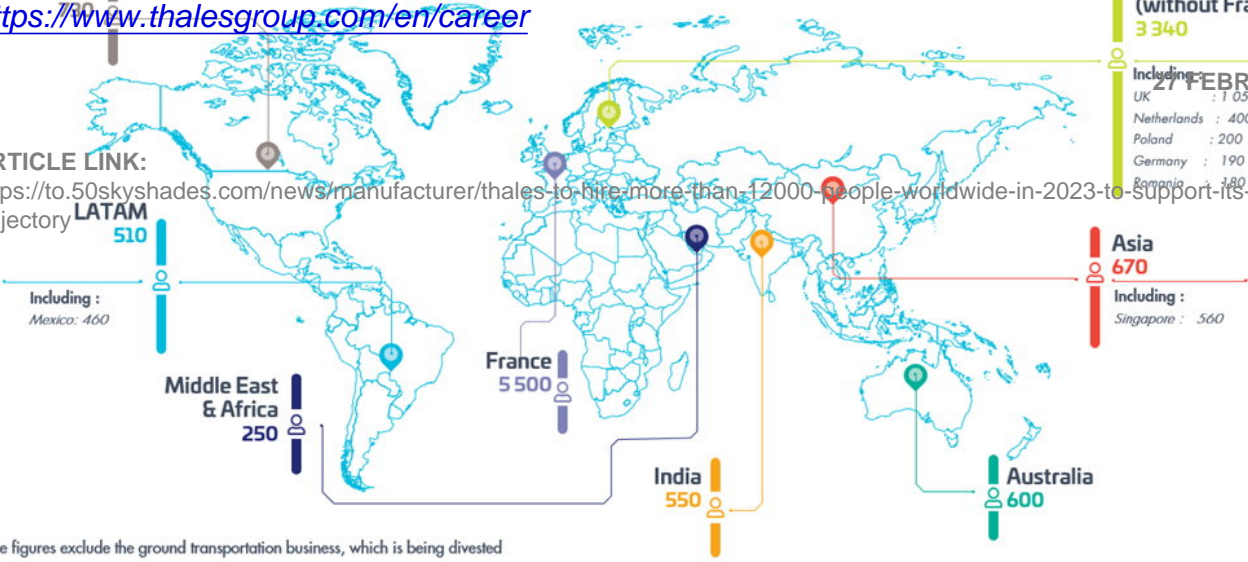 730
ttps://www.thalesgroup.com/en/career
(without Fra
3 340
Including :
27 FEBR
UK : 1 05
Netherlands : 400
Poland : 200
Germany : 190
Romania : 180
RTICLE LINK:
ps://to.50skyshades.com/news/manufacturer/thales-to-hire-more-than-12000-people-worldwide-in-2023-to-support-its-
jectory
LATAM
510
Including :
Mexico: 460
Asia
670
Including :
Singapore : 560
France
5 500
Middle East
& Africa
250
India
550
Australia
600
e figures exclude the ground transportation business, which is being divested